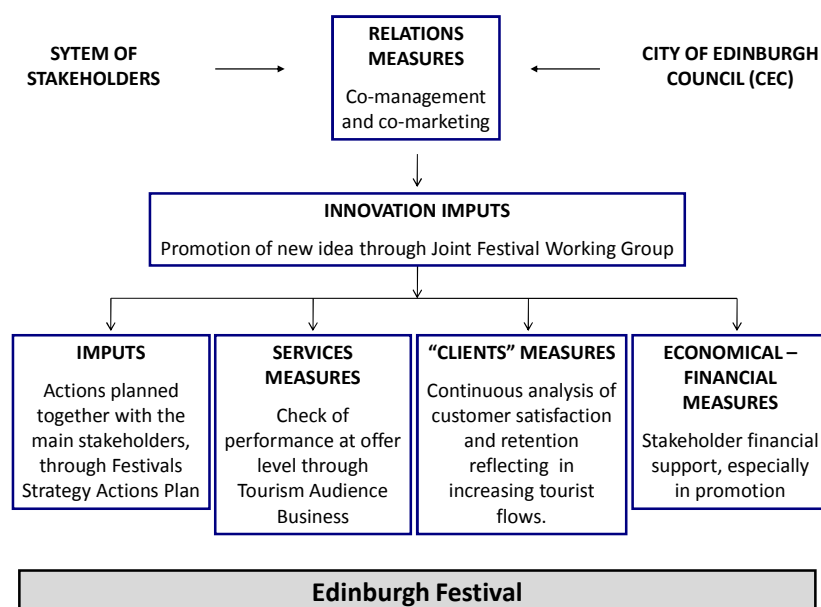 SYTEM OF
STAKEHOLDERS
RELATIONS
MEASURES
Co-management
and co-marketing
CITY OF EDINBURGH
COUNCIL (CEC)
INNOVATION IMPUTS
Promotion of new idea through Joint Festival Working Group
IMPUTS
Actions planned
together with the
main stakeholders,
through Festivals
Strategy Actions Plan
SERVICES
MEASURES
Check of
performance at offer
level through
Tourism Audience
Business
“CLIENTS” MEASURES
Continuous analysis of
customer satisfaction
and retention
reflecting in
increasing tourist
flows.
ECONOMICAL –
FINANCIAL
MEASURES
Stakeholder financial
support, especially
in promotion
Edinburgh Festival